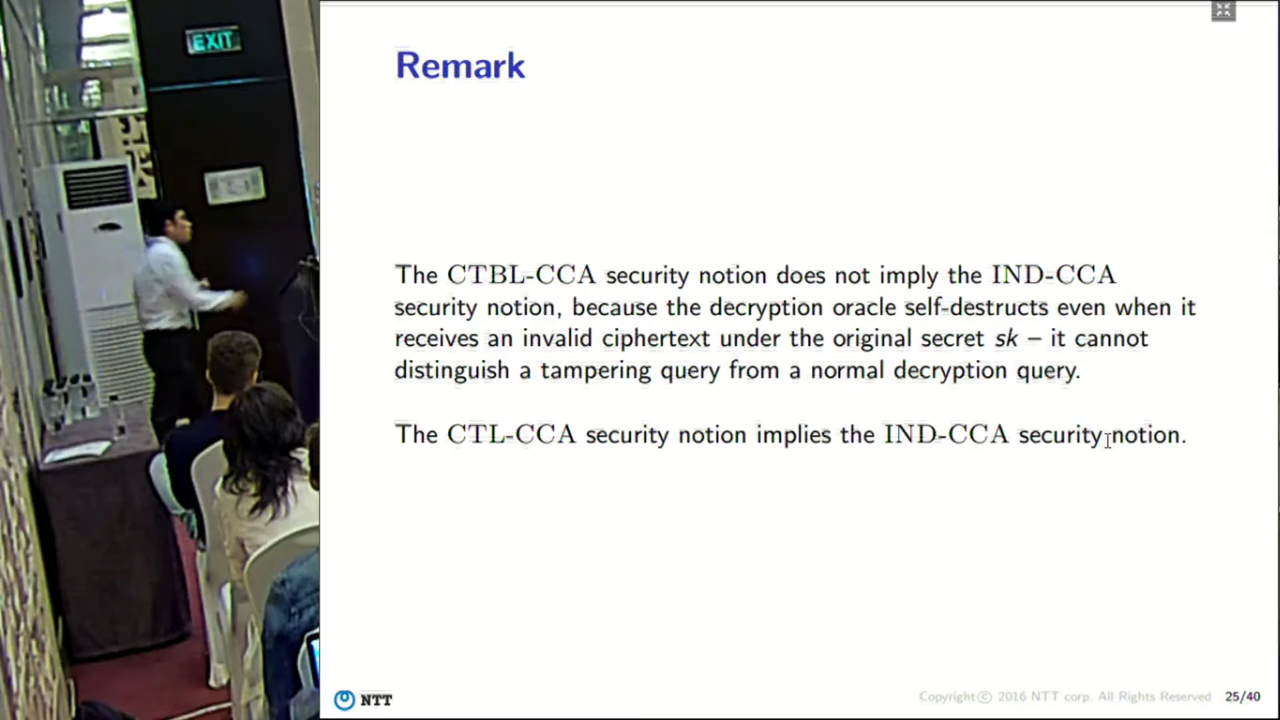 EXIT
Remark
The CTBL-CCA security notion does not imply the IND-CCA
security notion, because the decryption oracle self-destructs even when it
receives an invalid ciphertext under the original secret sk – it cannot
distinguish a tampering query from a normal decryption query.
The CTL-CCA security notion implies the IND-CCA security notion.
NTT
Copyright© 2016 NTT corp. All Rights Reserved 25/40